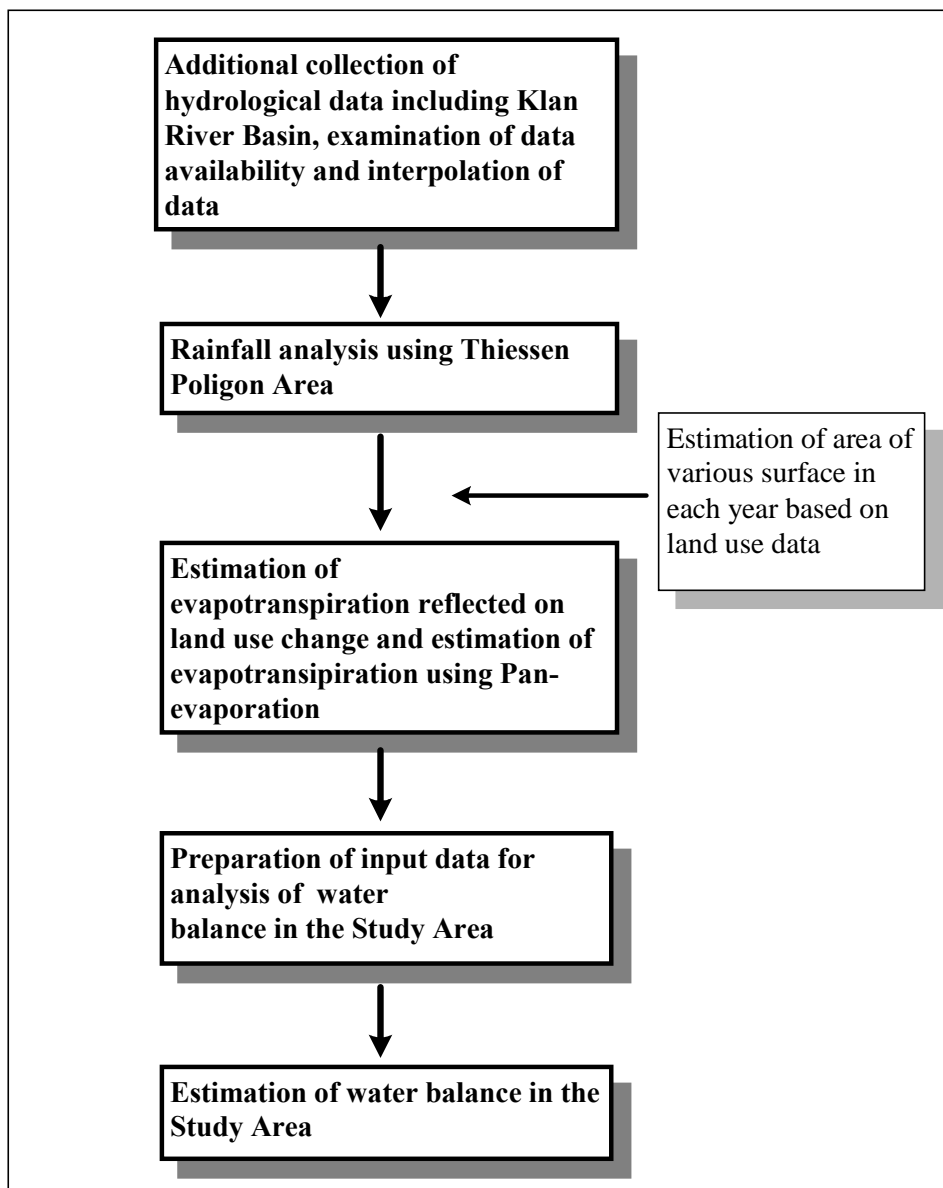 Additional collection of
hydrological data including Klan
River Basin, examination of data
availability and interpolation of
data
Rainfall analysis using Thiessen
Poligon Area
Estimation of area of
various surface in
each year based on
land use data
Estimation of
evapotranspiration reflected on
land use change and estimation of
evapotransipiration using Pan-
evaporation
Preparation of input data for
analysis of  water
balance in the Study Area
Estimation of water balance in the
Study Area